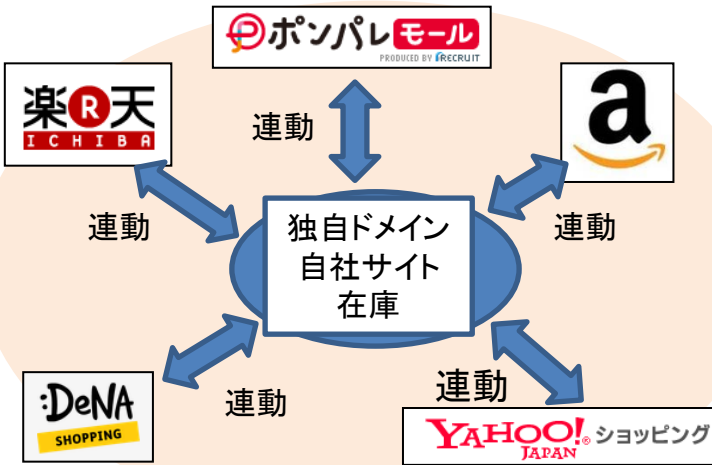 ポンパレモール
PRODUCED BY RECRUIT
楽R天
ICHIBA
連動
a
連動
連動
独自ドメイン
自社サイト
在庫
:DeNA
SHOPPING
連動
連動
YAHOO! ショッピング
JAPAN